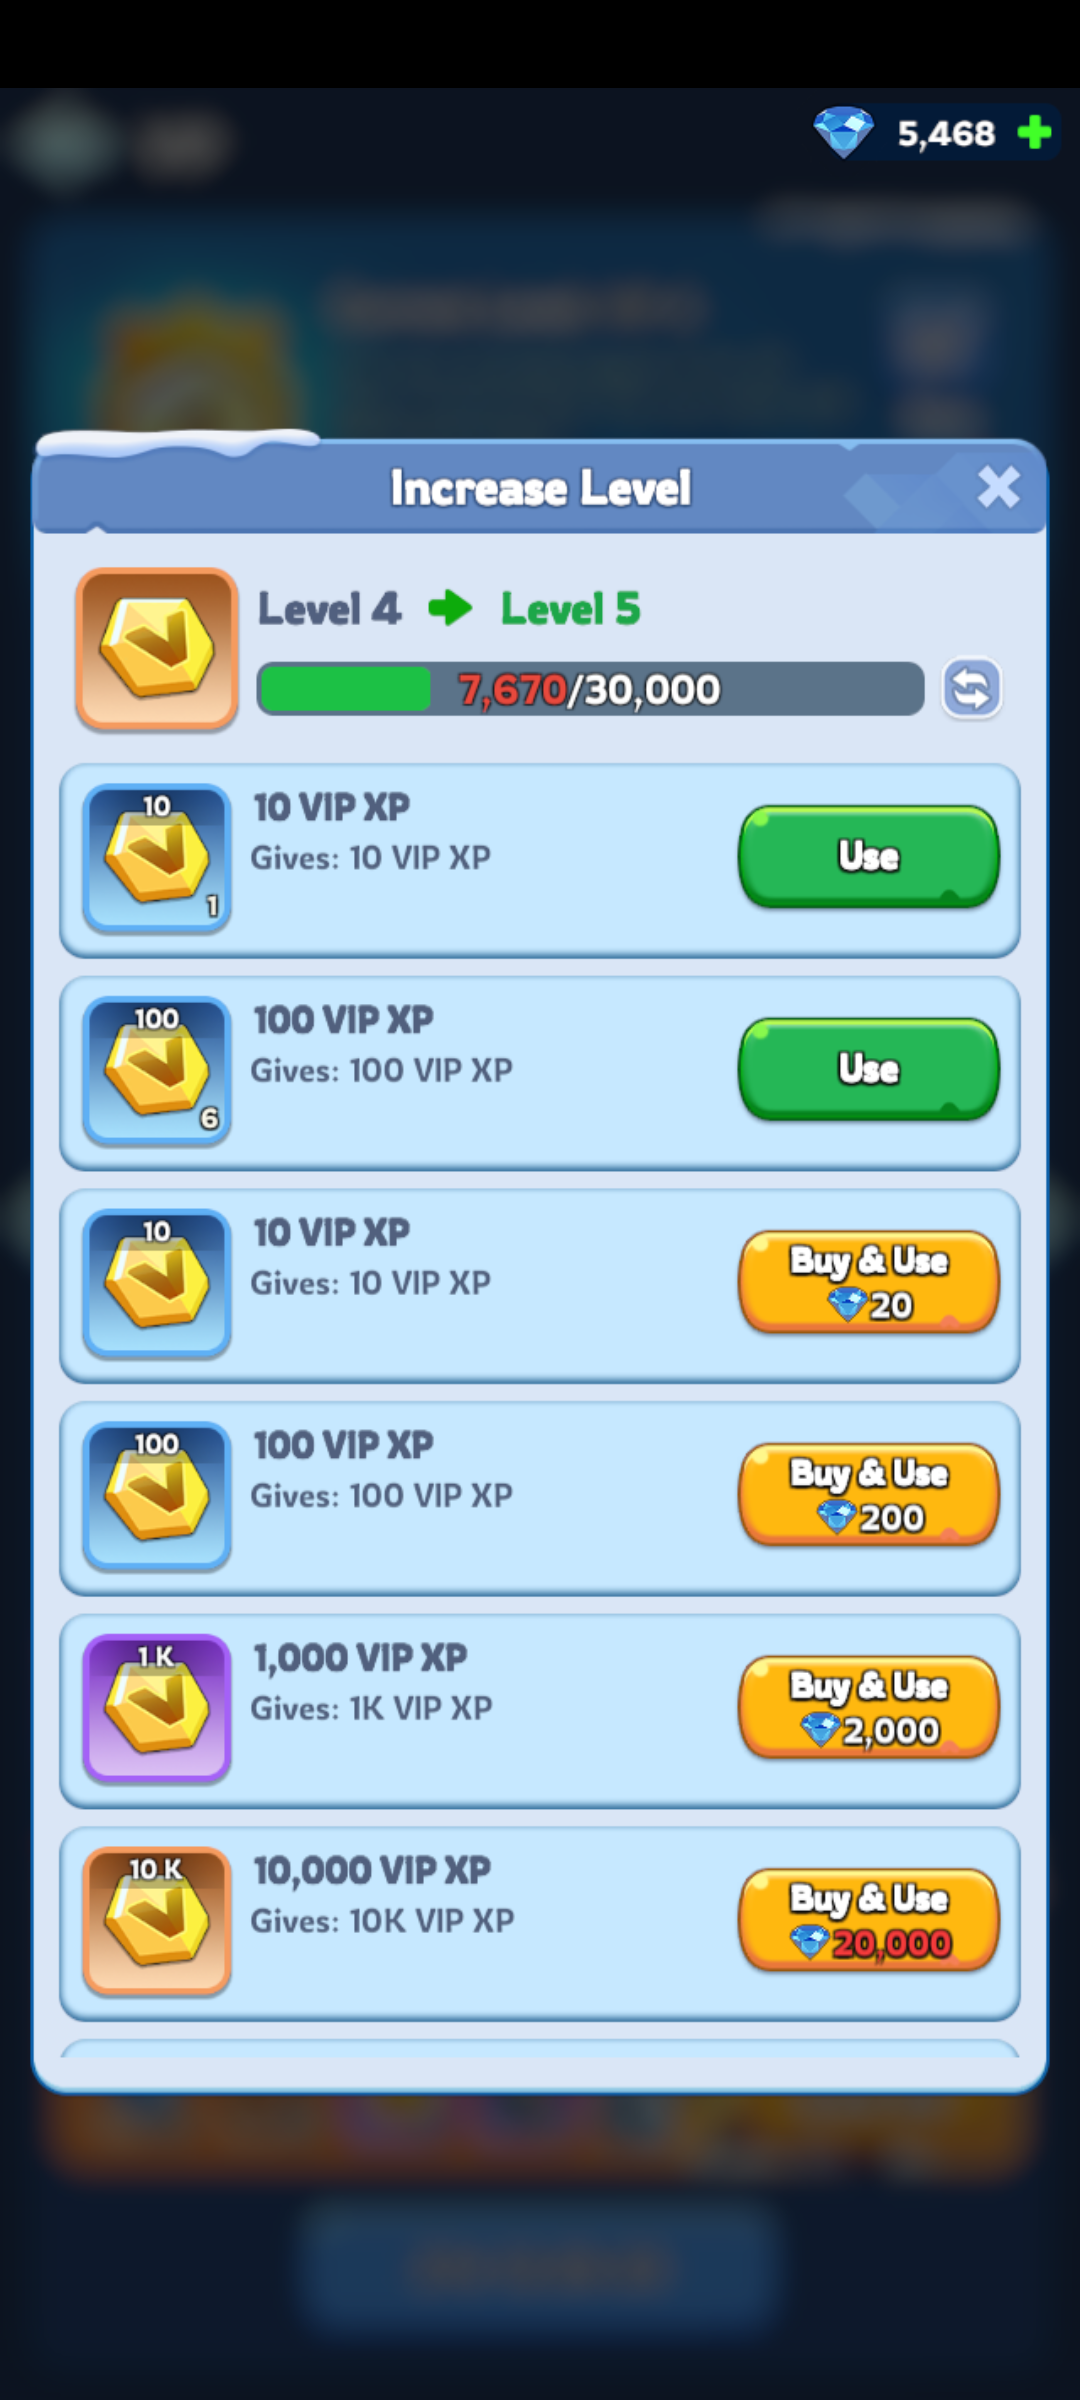 5,468
Increase Level
Level 4 Level 5
7,670/30,000
10
1
10 VIP XP
Gives: 10 VIP XP
Use
100
6
100 VIP XP
Gives: 100 VIP XP
Use
10
10 VIP XP
Gives: 10 VIP XP
Buy & Use
20
100
100 VIP XP
Gives: 100 VIP XP
Buy & Use
200
1 K
1,000 VIP XP
Gives: 1K VIP XP
Buy & Use
2,000
10 K
10,000 VIP XP
Gives: 10K VIP XP
Buy & Use
20,000